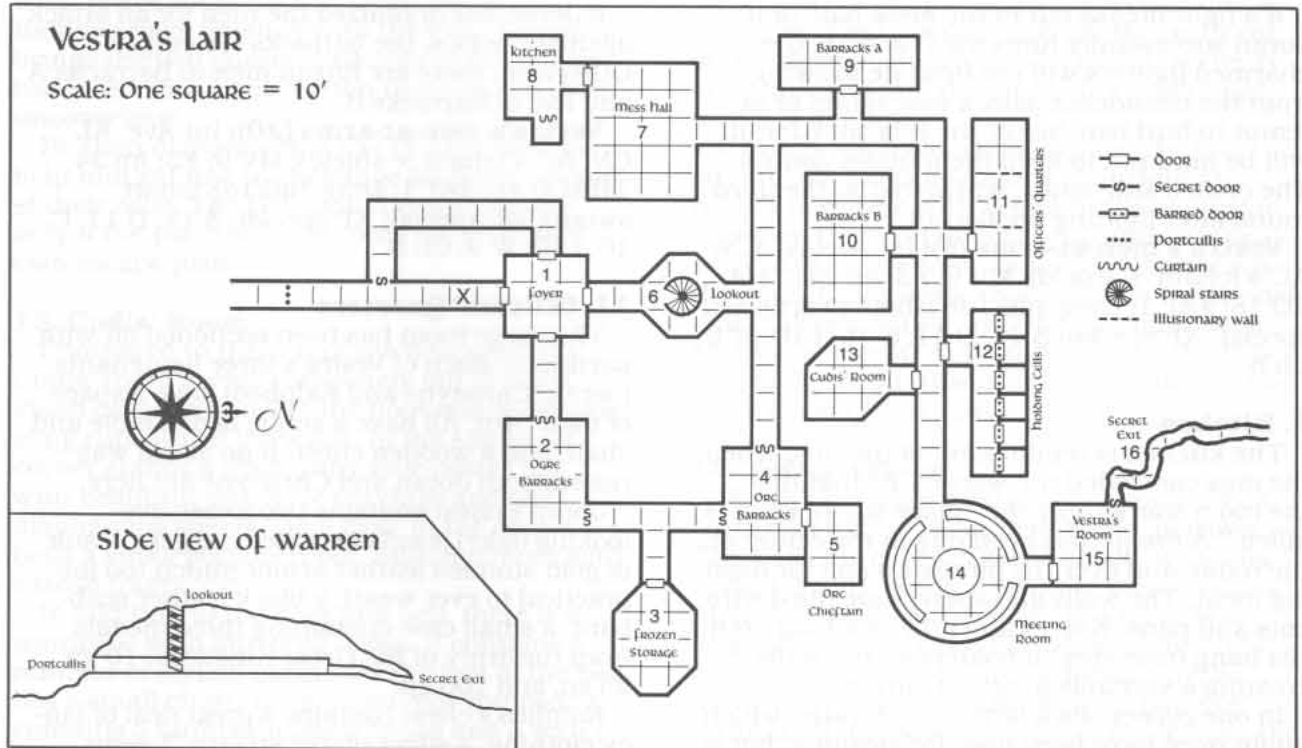 Vestra's Lair
Scale: One square = 10'
kitchen
8
Mess hall
7
Barracks A
9
Barracks B
10
11
Officers' quarters
door
Secret door
Barred door
Portcullis
Curtain
Spiral stairs
Illusionary wall
S
X
1
Foyer
6
Lookout
N
13
Cudis' Room
12
Holding Cells
2
Ogre
Barracks
S
S
4
Orc
Barracks
5
Orc
Chieftain
3
Frozen
Storage
14
Meeting
Room
Vestra's
Room
15
S
Secret
Exit
16
Side view of warren
Lookout
Portcullis
Secret Exit